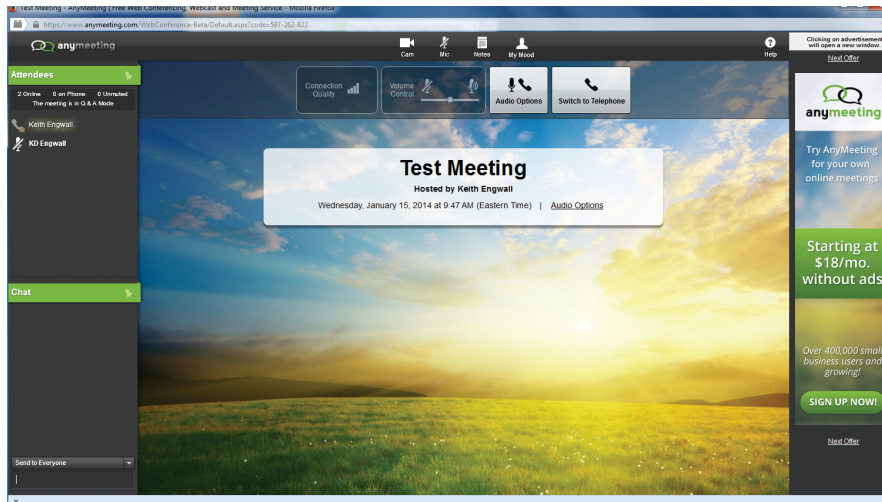 Test Meeting - AnyMeeting | Free Web Conferencing, Webcast and Meeting Service - Mozilla Firefox
https://www.anymeeting.com/WebConference-Beta/Default.aspx?code=597-262-822
anymeeting
Cam
Mic
Notes
My Mood
Help
Clicking on advertisement
will open a new window.
Next Offer
Attendees
2 Online 0 on Phone 0 Unmuted
The meeting is in Q & A Mode
Keith Engwall
KD Engwall
Connection
Quality
Volume
Control
Audio Options
Switch to Telephone
Test Meeting
Hosted by Keith Engwall
Wednesday, January 15, 2014 at 9:47 AM (Eastern Time) | Audio Options
Chat
Send to Everyone
anymeeting
Try AnyMeeting
for your own
online meetings
Starting at
$18/mo.
without ads
Over 400,000 small
business users and
growing!
SIGN UP NOW!
Next Offer